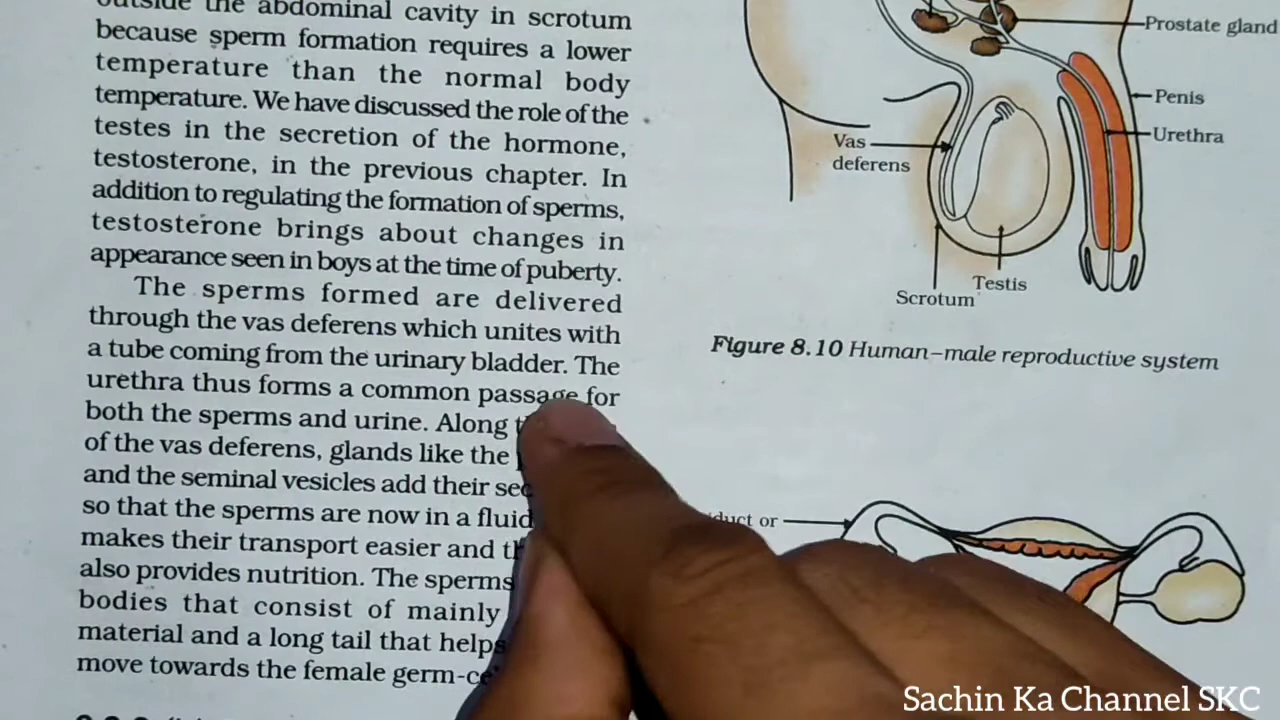 outside the abdominal cavity in scrotum
because sperm formation requires a lower
temperature than the normal body
temperature. We have discussed the role of the
testes in the secretion of the hormone,
testosterone, in the previous chapter. In
addition to regulating the formation of sperms,
testosterone brings about changes in
appearance seen in boys at the time of puberty.
The sperms formed are delivered
through the vas deferens which unites with
a tube coming from the urinary bladder. The
urethra thus forms a common passage for
both the sperms and urine. Along
of the vas deferens, glands like the
and the seminal vesicles add their
so that the sperms are now in a fluid
makes their transport easier and
also provides nutrition. The sperms
bodies that consist of mainly
material and a long tail that helps
move towards the female
Prostate gland
Penis
Urethra
Vas
deferens
Testis
Scrotum
Figure 8.10 Human–male reproductive system
or
Sachin Ka Channel SKC